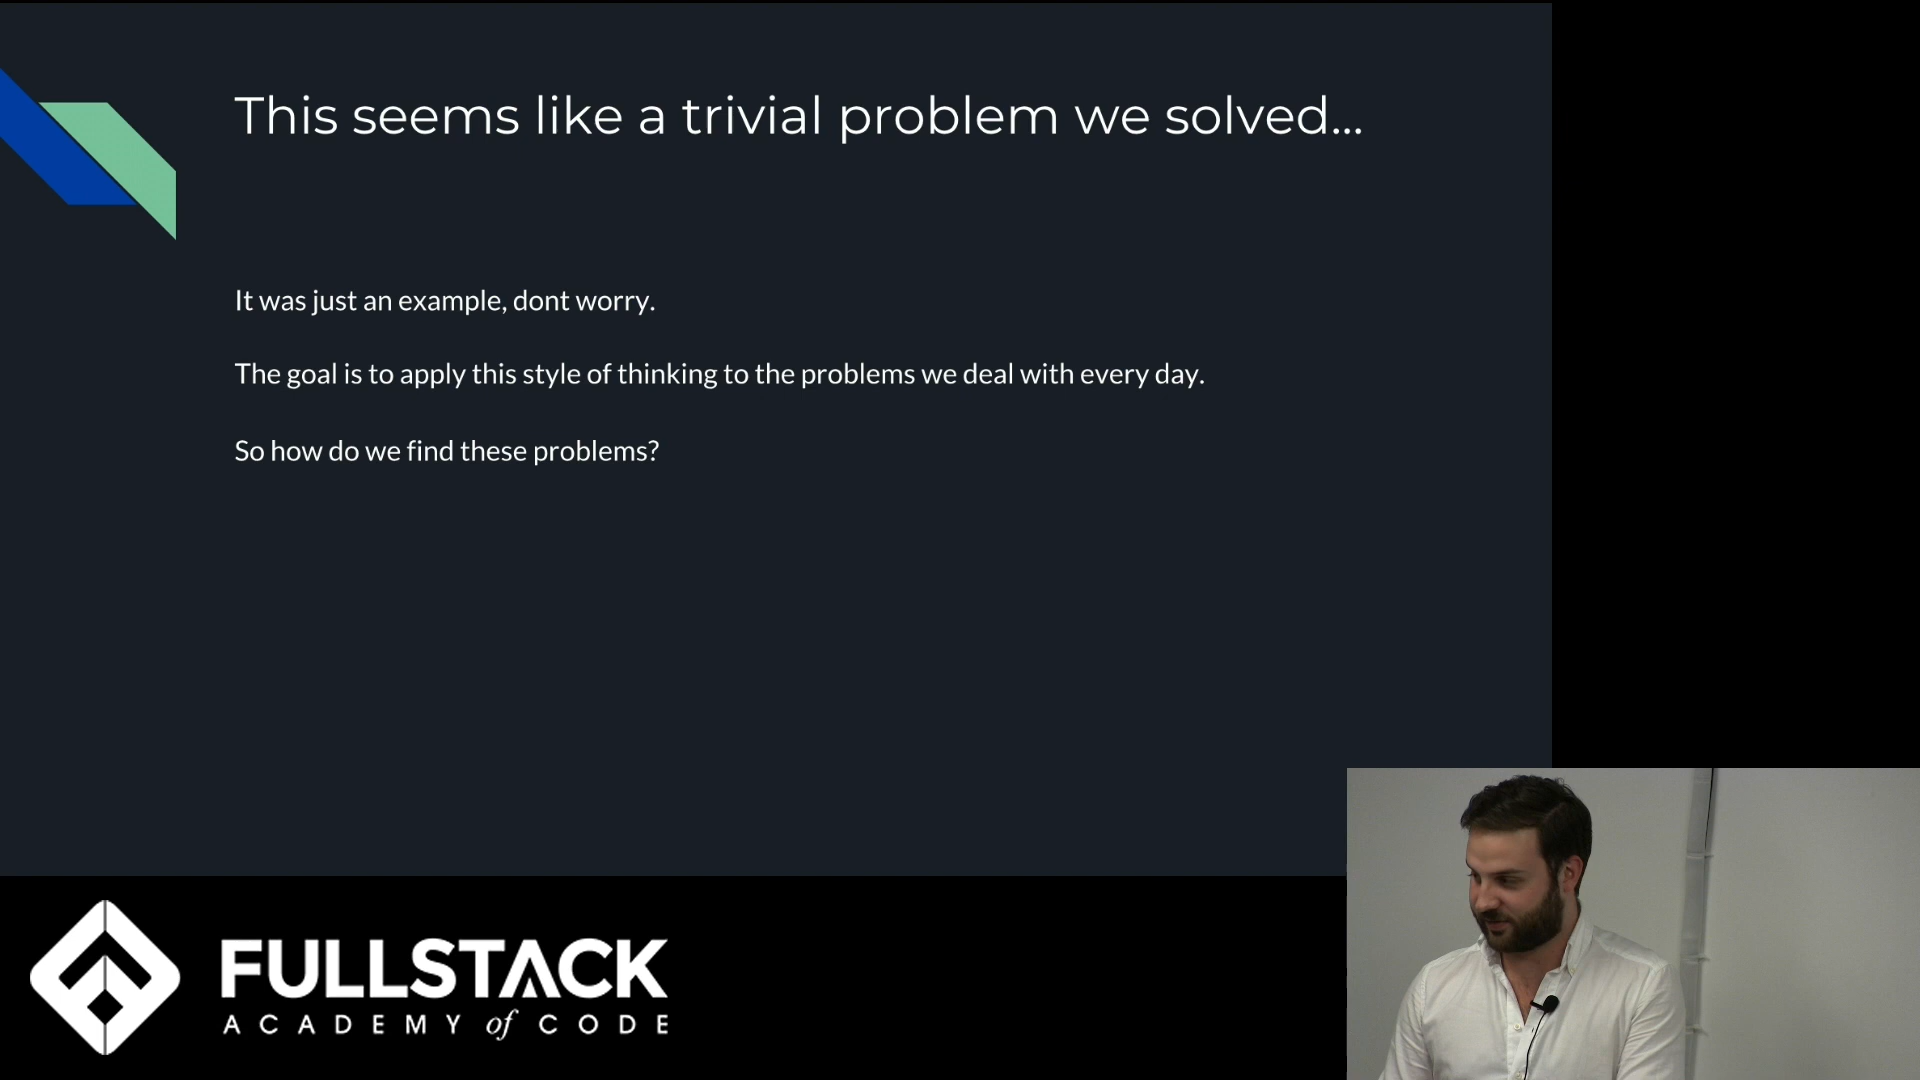 This seems like a trivial problem we solved...
It was just an example, dont worry.
The goal is to apply this style of thinking to the problems we deal with every day.
So how do we find these problems?
FULLSTACK
ACADEMY of CODE